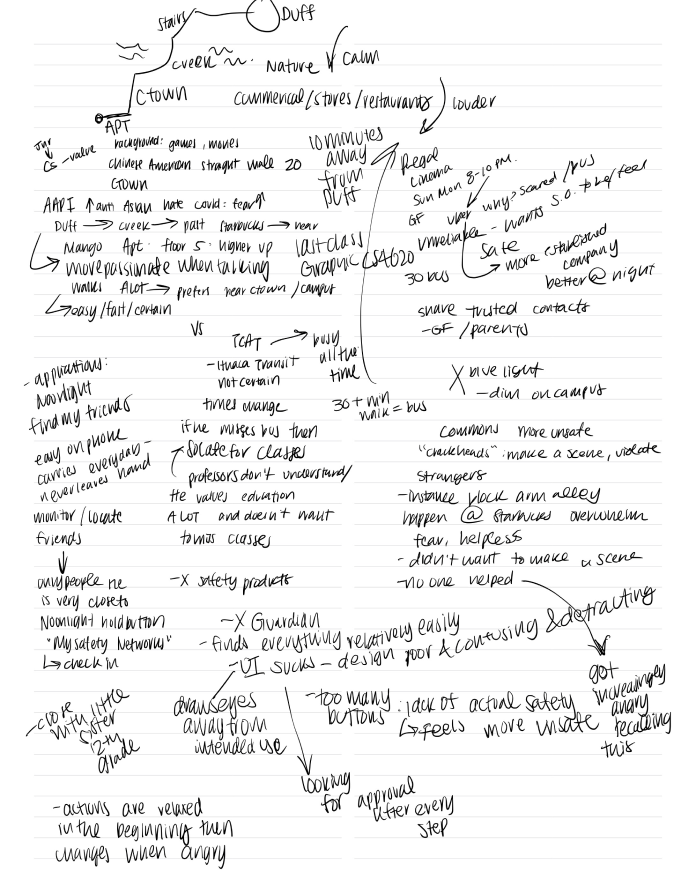 stairs
Duff
creek
Nature
calm
Ctown
commerical/stores/restaurants
louder
APT
CS - value
background: games, movies
chinese American straight male 20
CTOWN
AAPI ↑ anti Asian hate covid: fear↑
Duff → creek → past starbucks → near
Mango Apt. floor 5. higher up
→ more passionate when talking
walks Alot → prefers near ctown/campus
↳ easy/fast/certain
10 minutes
away
from
Duff
last class
Graphic CS4620
Regal
cinema
Sun Mon 8-10 PM.
GF uber why? scared/bus
unreliable - wants S.O. to be/feel
safe
→ more established
company
better @ night
30 bus
share trusted contacts
- GF/parents
X blue light
- dim on campus
VS
TCAT → busy
all the
time
- Ithaca Transit
not certain
times change
30+ min
walk = bus
if he misses bus then
so late for classes
professors don't understand/
He values education
A LOT and doesn't want
to miss classes
- X safety products
- applications:
Noonlight
find my friends
easy on phone
carries everyday -
never leaves hand
monitor/locate
friends
↓
only people he
is very close to
Noonlight hold button
"My safety Networks"
↳ check in
commons more unsafe
"crackheads": make a scene, violate
strangers
- instance block arm alley
happen @ Starbucks overwhelm
fear, helpless
- didn't want to make a scene
- no one helped
got
increasingly
angry
recalling
this
- X Guardian
- finds everything relatively easily
- UI sucks - design poor & confusing & detracting
draws eyes
away from
intended use
- too many
buttons
: lack of actual safety
↳ feels more unsafe
looking
for approval
after every
step
- close
with little
sister
12th
grade
- actions are relaxed
in the beginning then
changes when angry